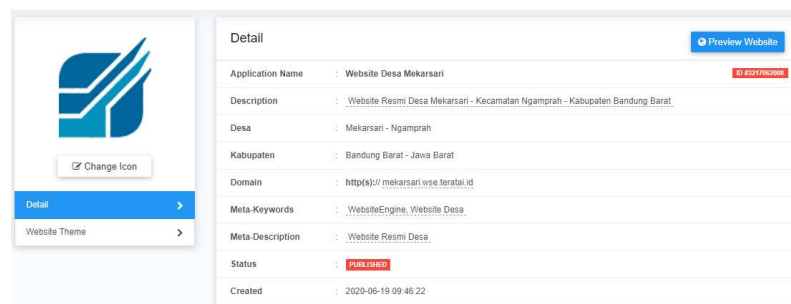 Detail
Preview Website
Application Name : Website Desa Mekarsari
ID #3217062008
Description : Website Resmi Desa Mekarsari - Kecamatan Ngamprah - Kabupaten Bandung Barat
Desa : Mekarsari - Ngamprah
Kabupaten : Bandung Barat - Jawa Barat
Domain : http(s):// mekarsari.wse.teratai.id
Meta-Keywords : WebsiteEngine, Website Desa
Meta-Description : Website Resmi Desa
Status : PUBLISHED
Created : 2020-06-19 09:46:22
Change Icon
Detail
Website Theme